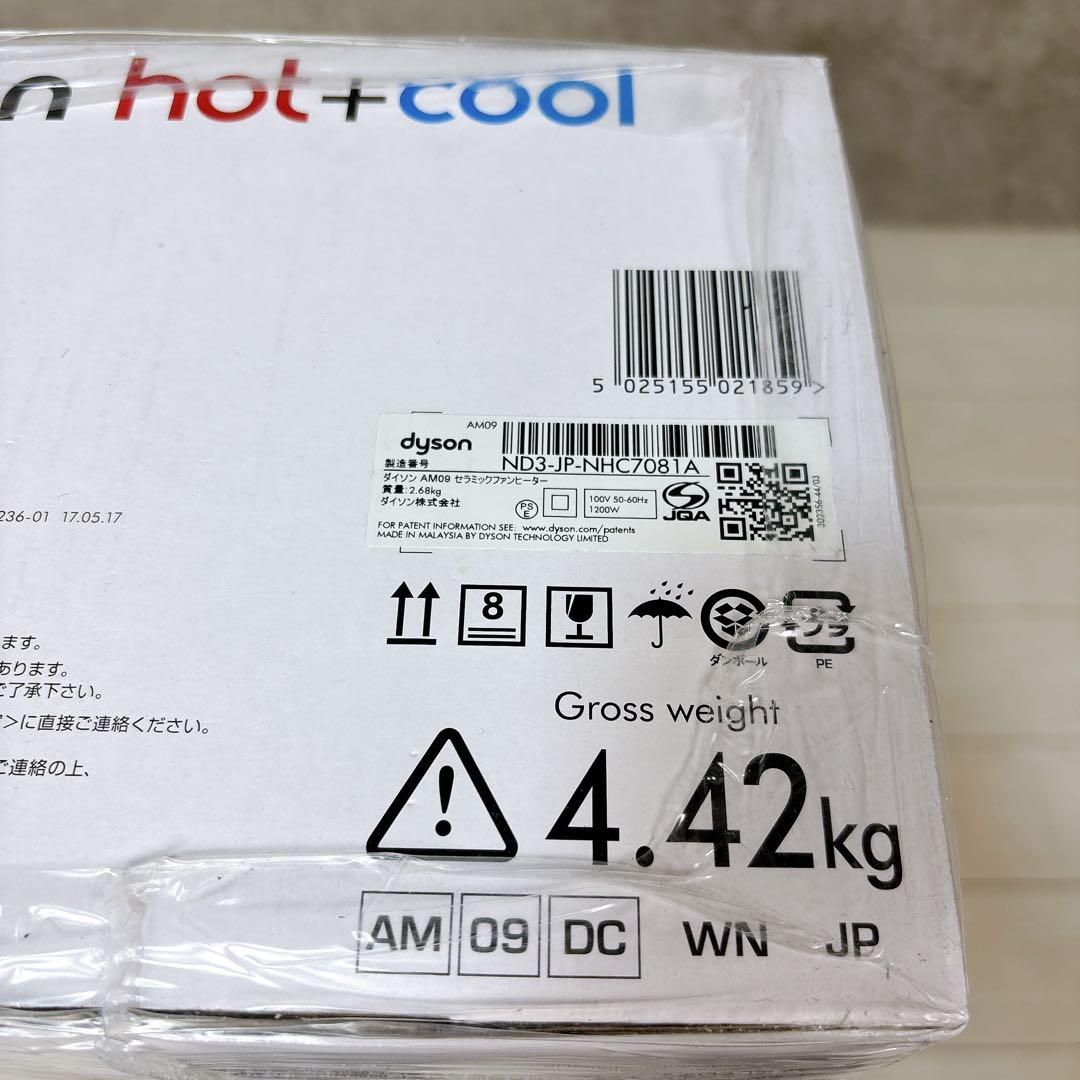 n hot+cool
5 025155 021859 >
AM09
dyson
製造番号
ND3-JP-NHC7081A
ダイソン AM09 セラミックファンヒーター
質量:2.68kg
ダイソン株式会社
PS
E
100V 50-60Hz
1200W
JQA
302356-44/03
FOR PATENT INFORMATION SEE: www.dyson.com/patents
MADE IN MALAYSIA BY DYSON TECHNOLOGY LIMITED
236-01 17.05.17
8
プラ
ダンボール
PE
ます。
あります。
ご了承下さい。
>に直接ご連絡ください。
ご連絡の上、
Gross weight
4.42kg
AM 09 DC WN JP